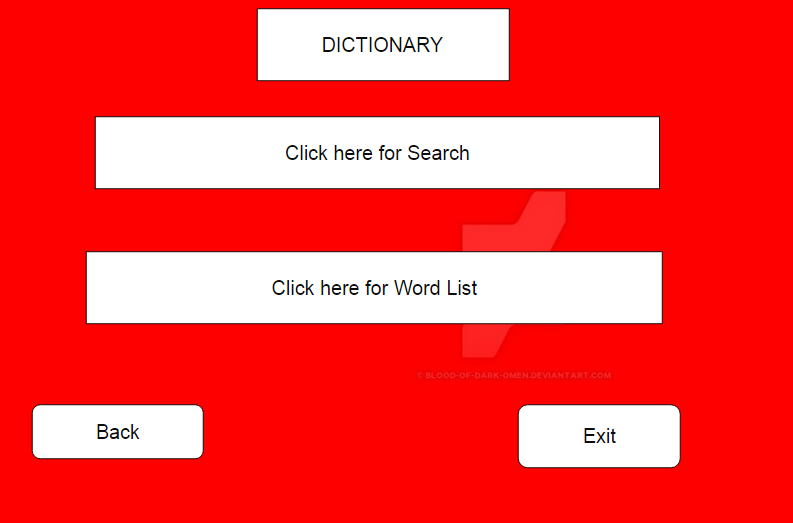 DICTIONARY
Click here for Search
Click here for Word List
© BLOOD-OF-DARK-OMEN.DEVIANTART.COM
Back
Exit